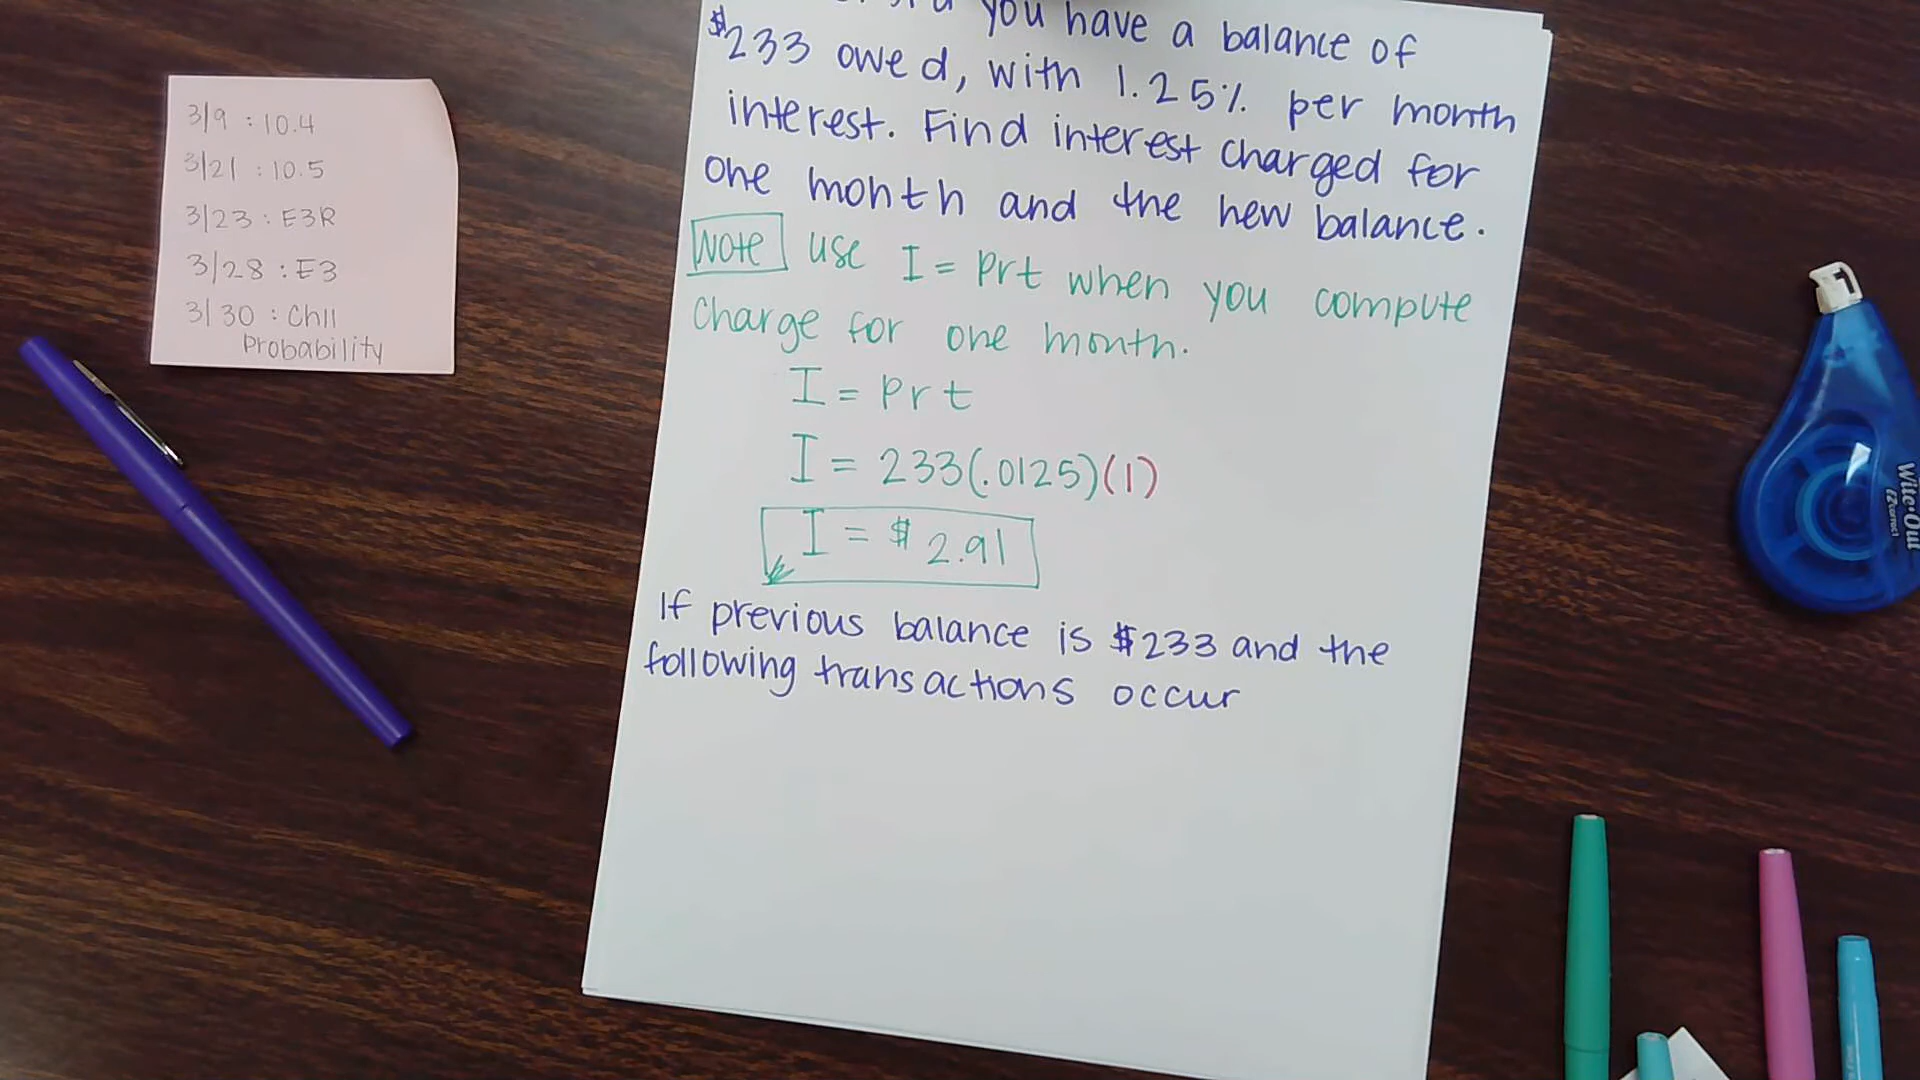 you have a balance of
$233 owed, with 1.25% per month
interest. Find interest charged for
one month and the new balance.
Note use I = Prt when you compute
charge for one month.
I = Prt
I = 233(.0125)(1)
I = $2.91
If previous balance is $233 and the
following transactions occur
3/9 : 10.4
3/21 : 10.5
3/23 : E3R
3/28 : E3
3/30 : Ch11
Probability
Wite-Out
EZcorrect